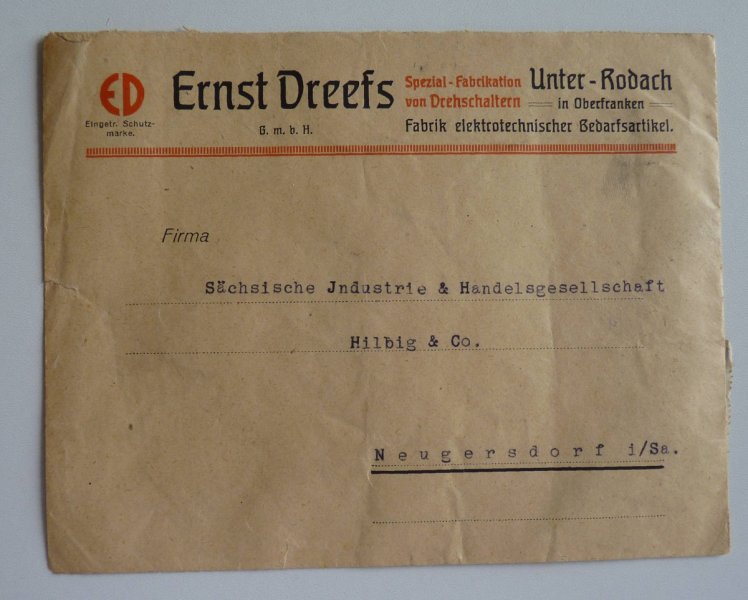 ED
Eingetr. Schutz-
marke.
Ernst Dreefs
G. m. b. H.
Spezial-Fabrikation
von Drehschaltern
Unter-Rodach
in Oberfranken
Fabrik elektrotechnischer Bedarfsartikel.
Firma
Sächsische Jndustrie & Handelsgesellschaft
Hilbig & Co.
Neugersdorf i/Sa.